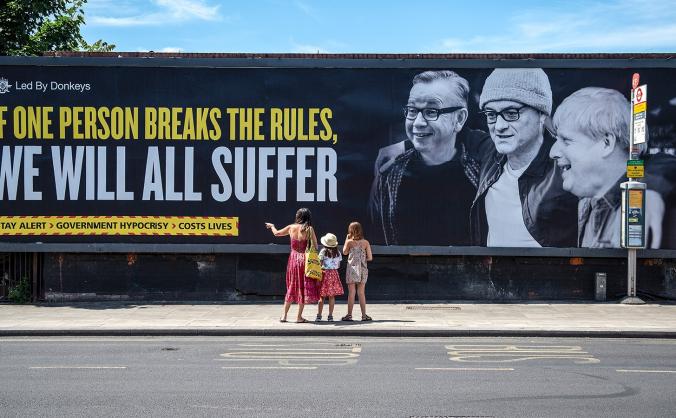 Led By Donkeys
F ONE PERSON BREAKS THE RULES,
WE WILL ALL SUFFER
TAY ALERT > GOVERNMENT HYPOCRISY > COSTS LIVES